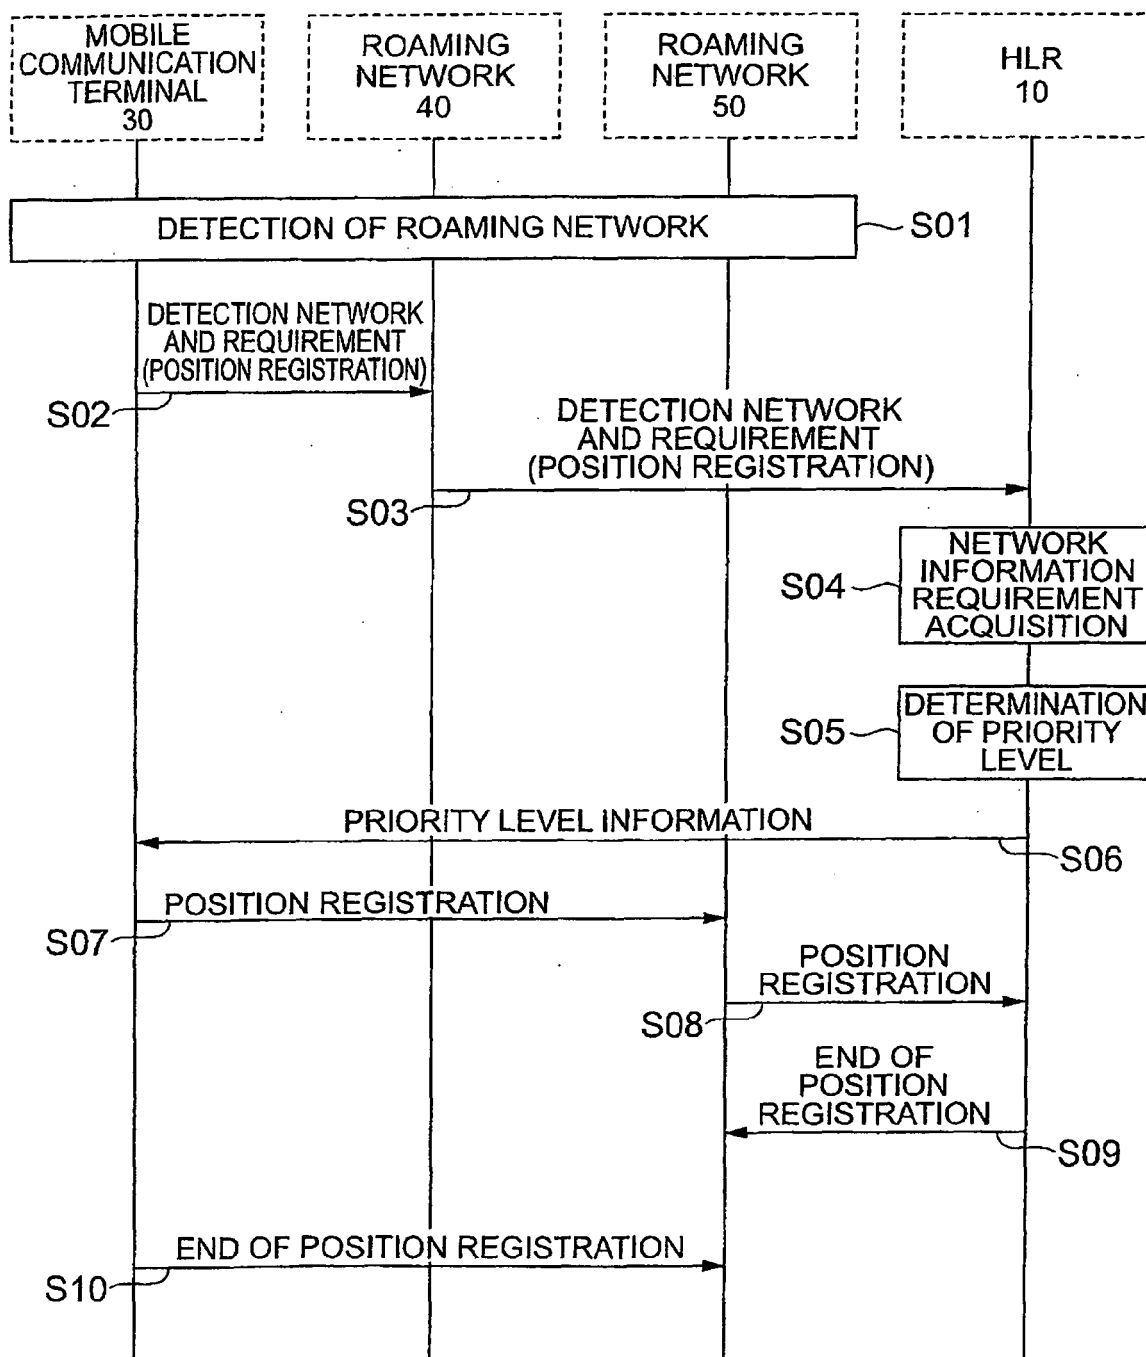 MOBILE
COMMUNICATION
TERMINAL
30
ROAMING
NETWORK
40
ROAMING
NETWORK
50
HLR
10
DETECTION OF ROAMING NETWORK
S01
DETECTION NETWORK
AND REQUIREMENT
(POSITION REGISTRATION)
S02
DETECTION NETWORK
AND REQUIREMENT
(POSITION REGISTRATION)
S03
NETWORK
INFORMATION
REQUIREMENT
ACQUISITION
S04
DETERMINATION
OF PRIORITY
LEVEL
S05
PRIORITY LEVEL INFORMATION
S06
POSITION REGISTRATION
S07
POSITION
REGISTRATION
S08
END OF
POSITION
REGISTRATION
S09
END OF POSITION REGISTRATION
S10